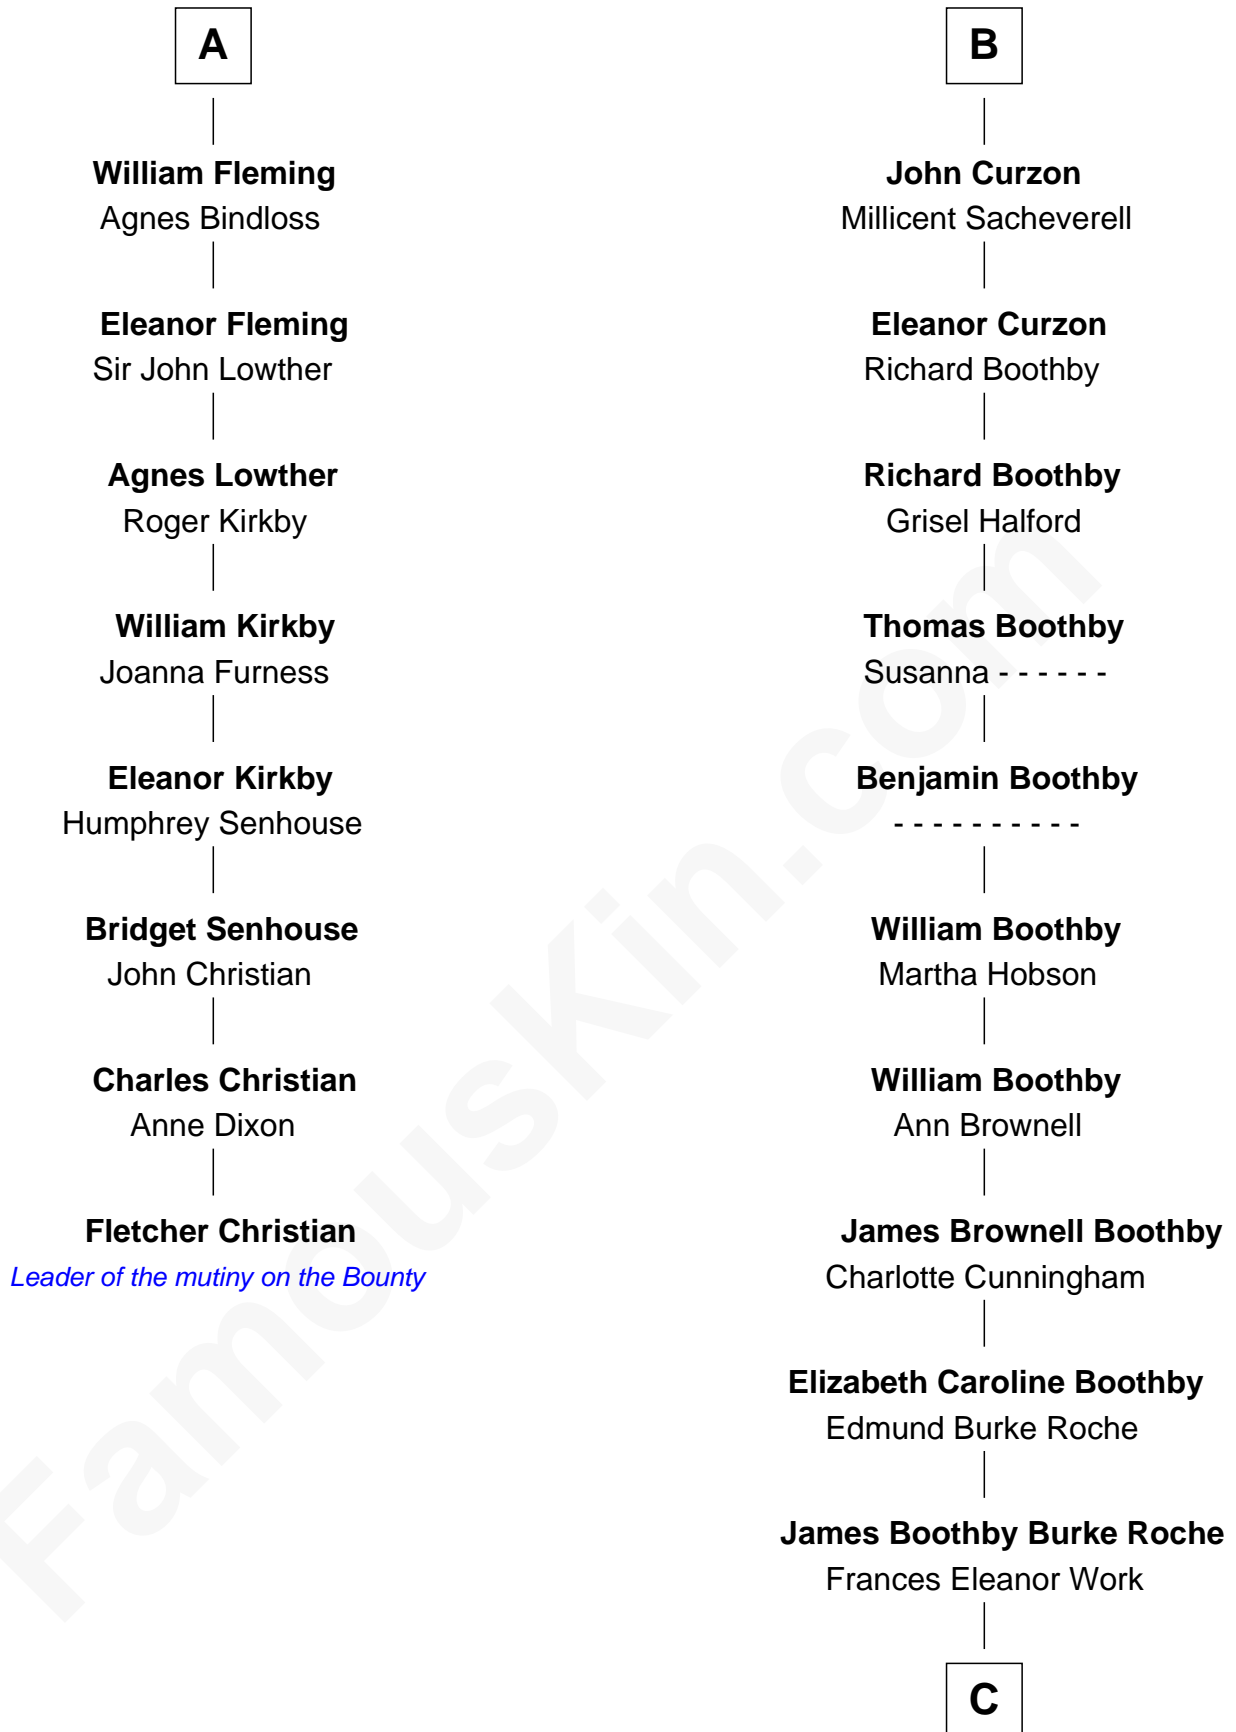 A
William Fleming
Agnes Bindloss
Eleanor Fleming
Sir John Lowther
Agnes Lowther
Roger Kirkby
William Kirkby
Joanna Furness
Eleanor Kirkby
Humphrey Senhouse
Bridget Senhouse
John Christian
Charles Christian
Anne Dixon
Fletcher Christian
Leader of the mutiny on the Bounty
B
John Curzon
Millicent Sacheverell
Eleanor Curzon
Richard Boothby
Richard Boothby
Grisel Halford
Thomas Boothby
Susanna - - - - - -
Benjamin Boothby
- - - - - - - - - -
William Boothby
Martha Hobson
William Boothby
Ann Brownell
James Brownell Boothby
Charlotte Cunningham
Elizabeth Caroline Boothby
Edmund Burke Roche
James Boothby Burke Roche
Frances Eleanor Work
C
FamousKin.com